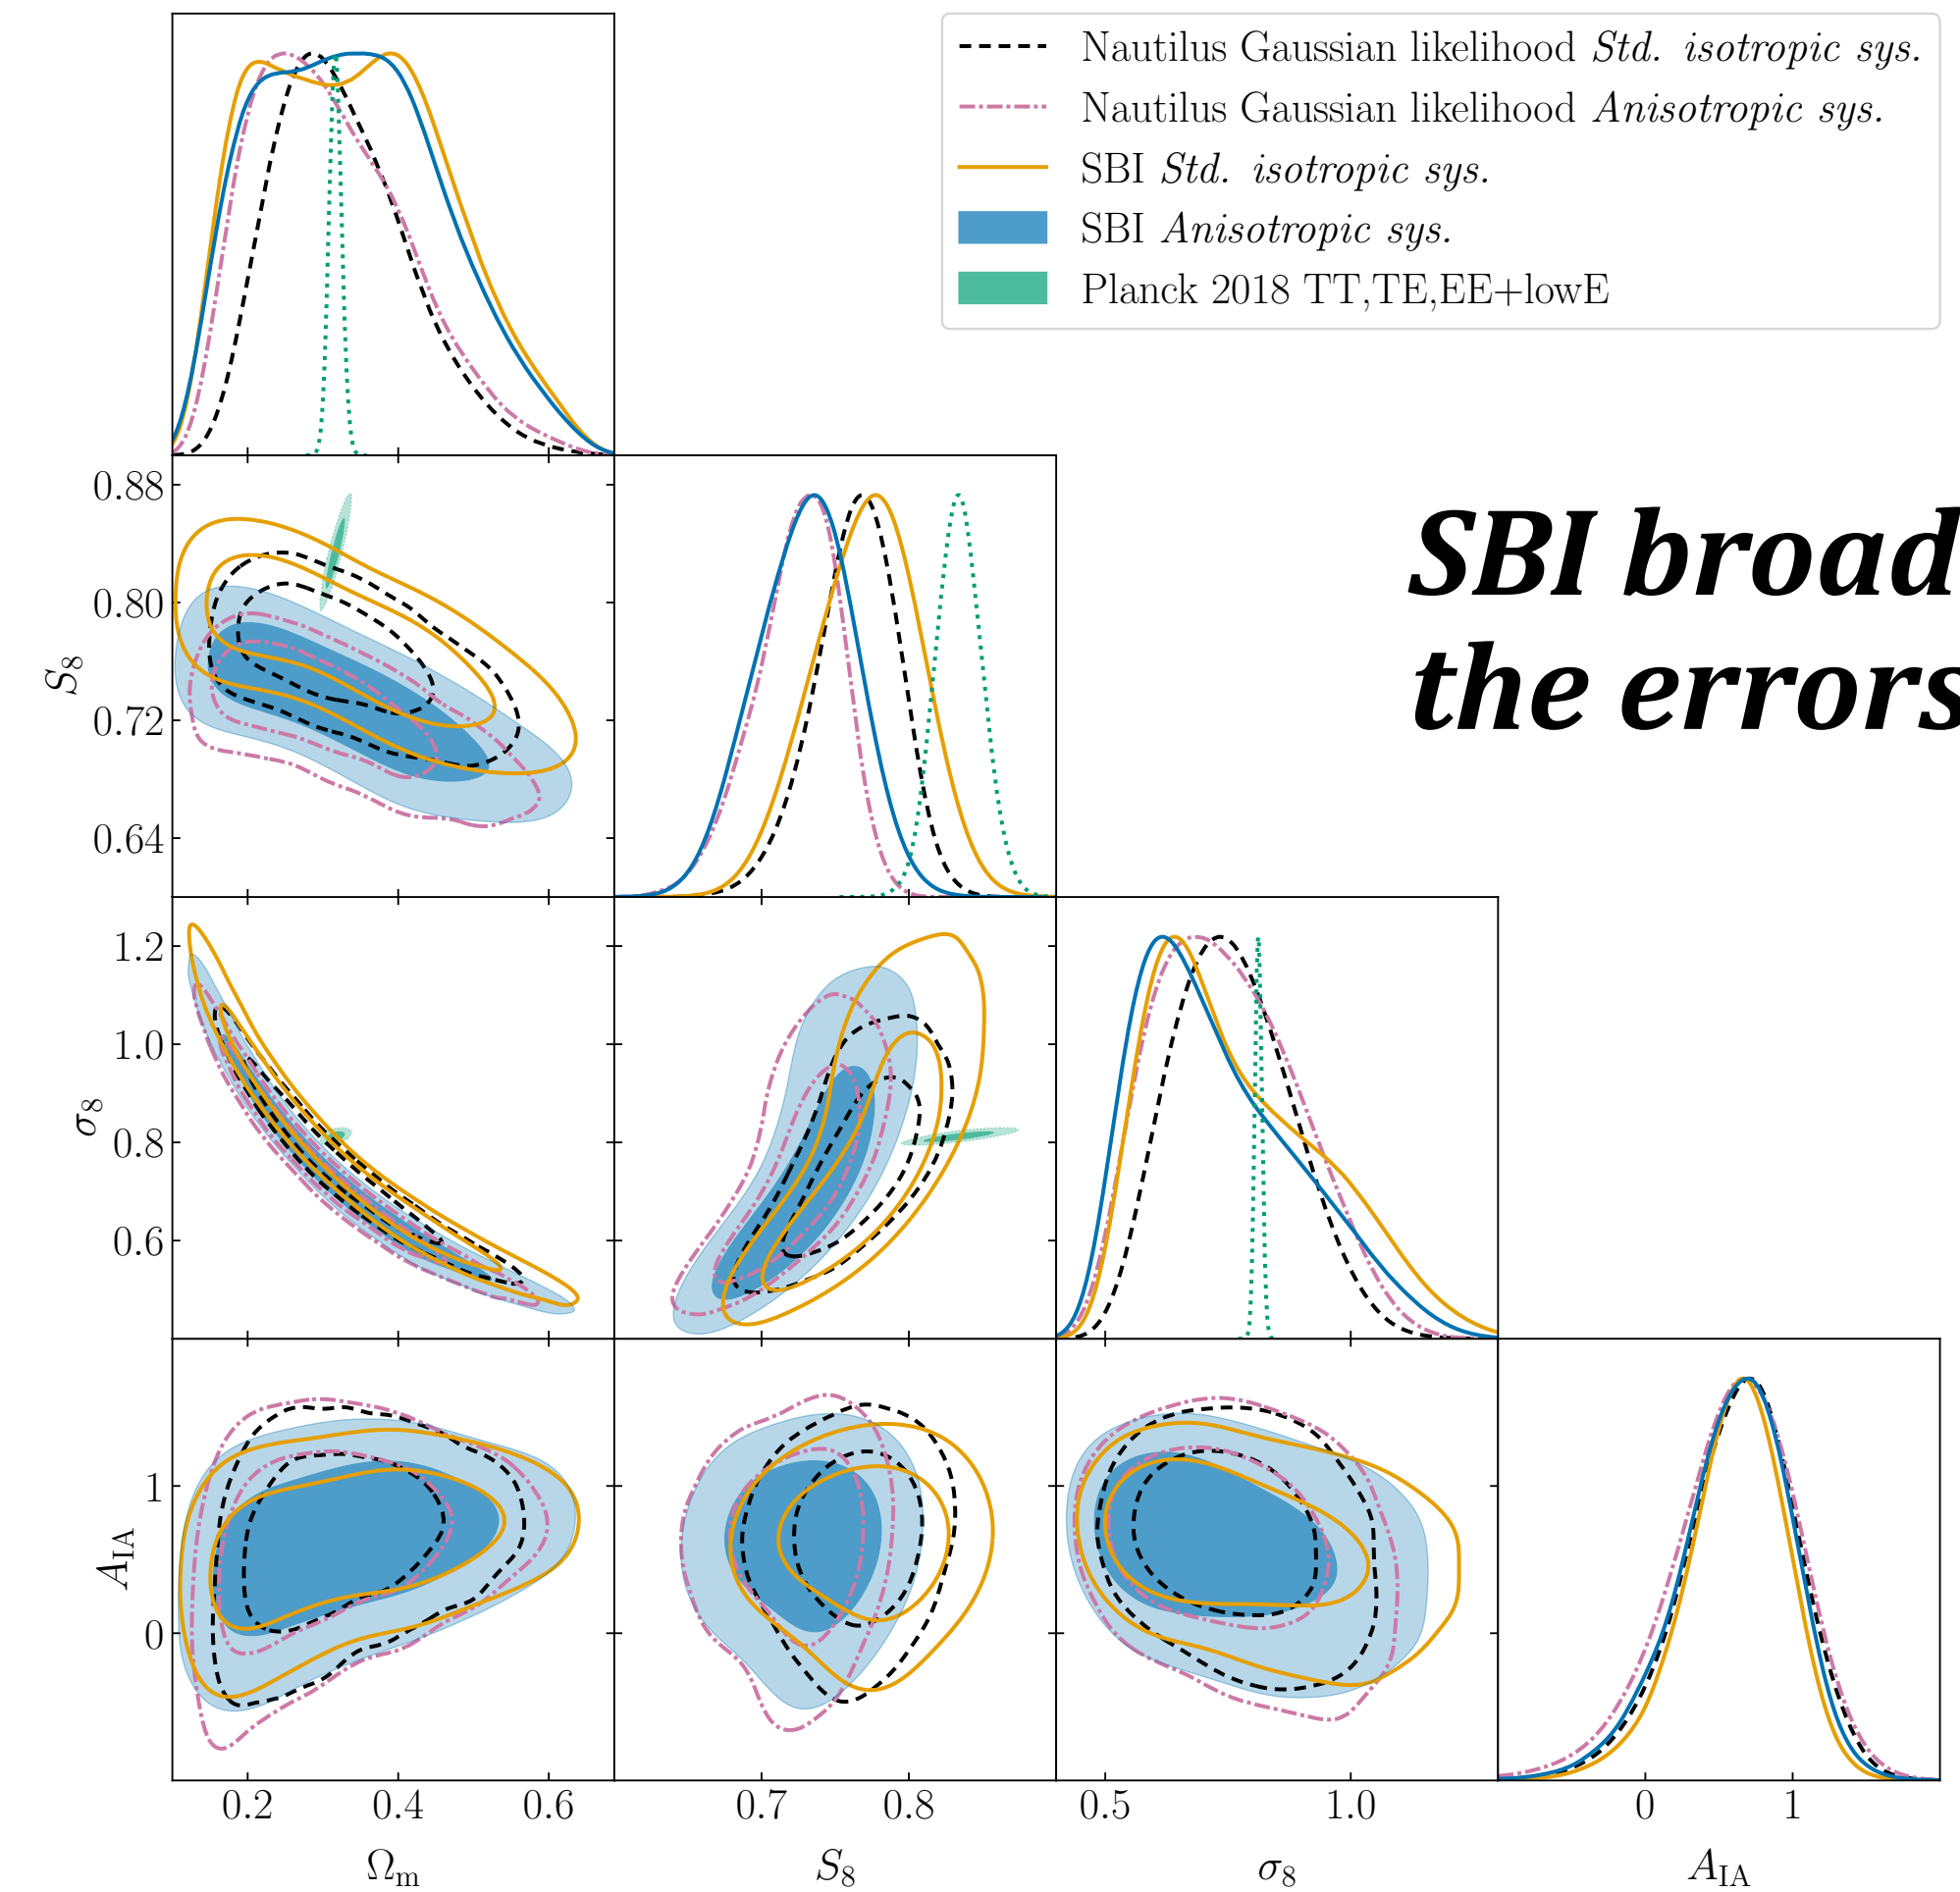 Nautilus Gaussian likelihood Std. isotropic sys.
Nautilus Gaussian likelihood Anisotropic sys.
SBI Std. isotropic sys.
SBI Anisotropic sys.
Planck 2018 TT,TE,EE+lowE
SBI broad
the errors
0.88
0.80
0.72
0.64
S₈
1.2
1.0
0.8
0.6
σ₈
1
0
A_IA
0.2 0.4 0.6 0.7 0.8 0.5 1.0 0 1
Ωₘ S₈ σ₈ A_IA